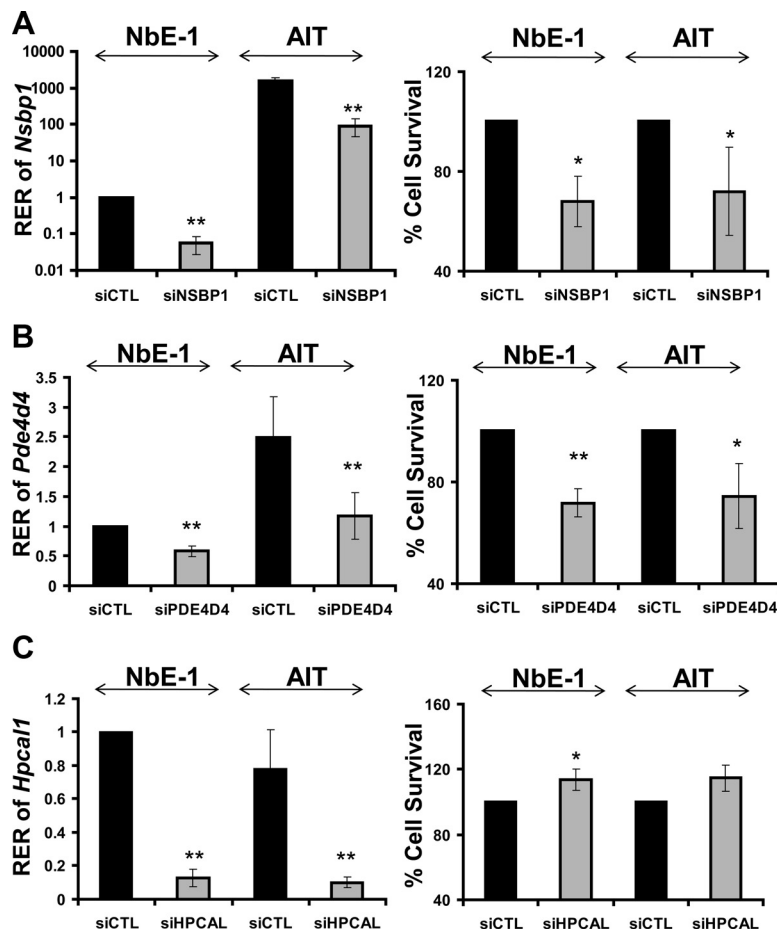 A
NbE-1 AIT
RER of Nsbp1
10000
1000
100
10
1
0.1
0.01
** **
siCTL siNSBP1 siCTL siNSBP1
NbE-1 AIT
% Cell Survival
120
80
40
* *
siCTL siNSBP1 siCTL siNSBP1
B
NbE-1 AIT
RER of Pde4d4
3.5
3
2.5
2
1.5
1
0.5
0
** **
siCTL siPDE4D4 siCTL siPDE4D4
NbE-1 AIT
% Cell Survival
120
80
40
** *
siCTL siPDE4D4 siCTL siPDE4D4
C
NbE-1 AIT
RER of Hpcal1
1.2
1
0.8
0.6
0.4
0.2
0
** **
siCTL siHPCAL siCTL siHPCAL
NbE-1 AIT
% Cell Survival
160
120
80
40
*
siCTL siHPCAL siCTL siHPCAL